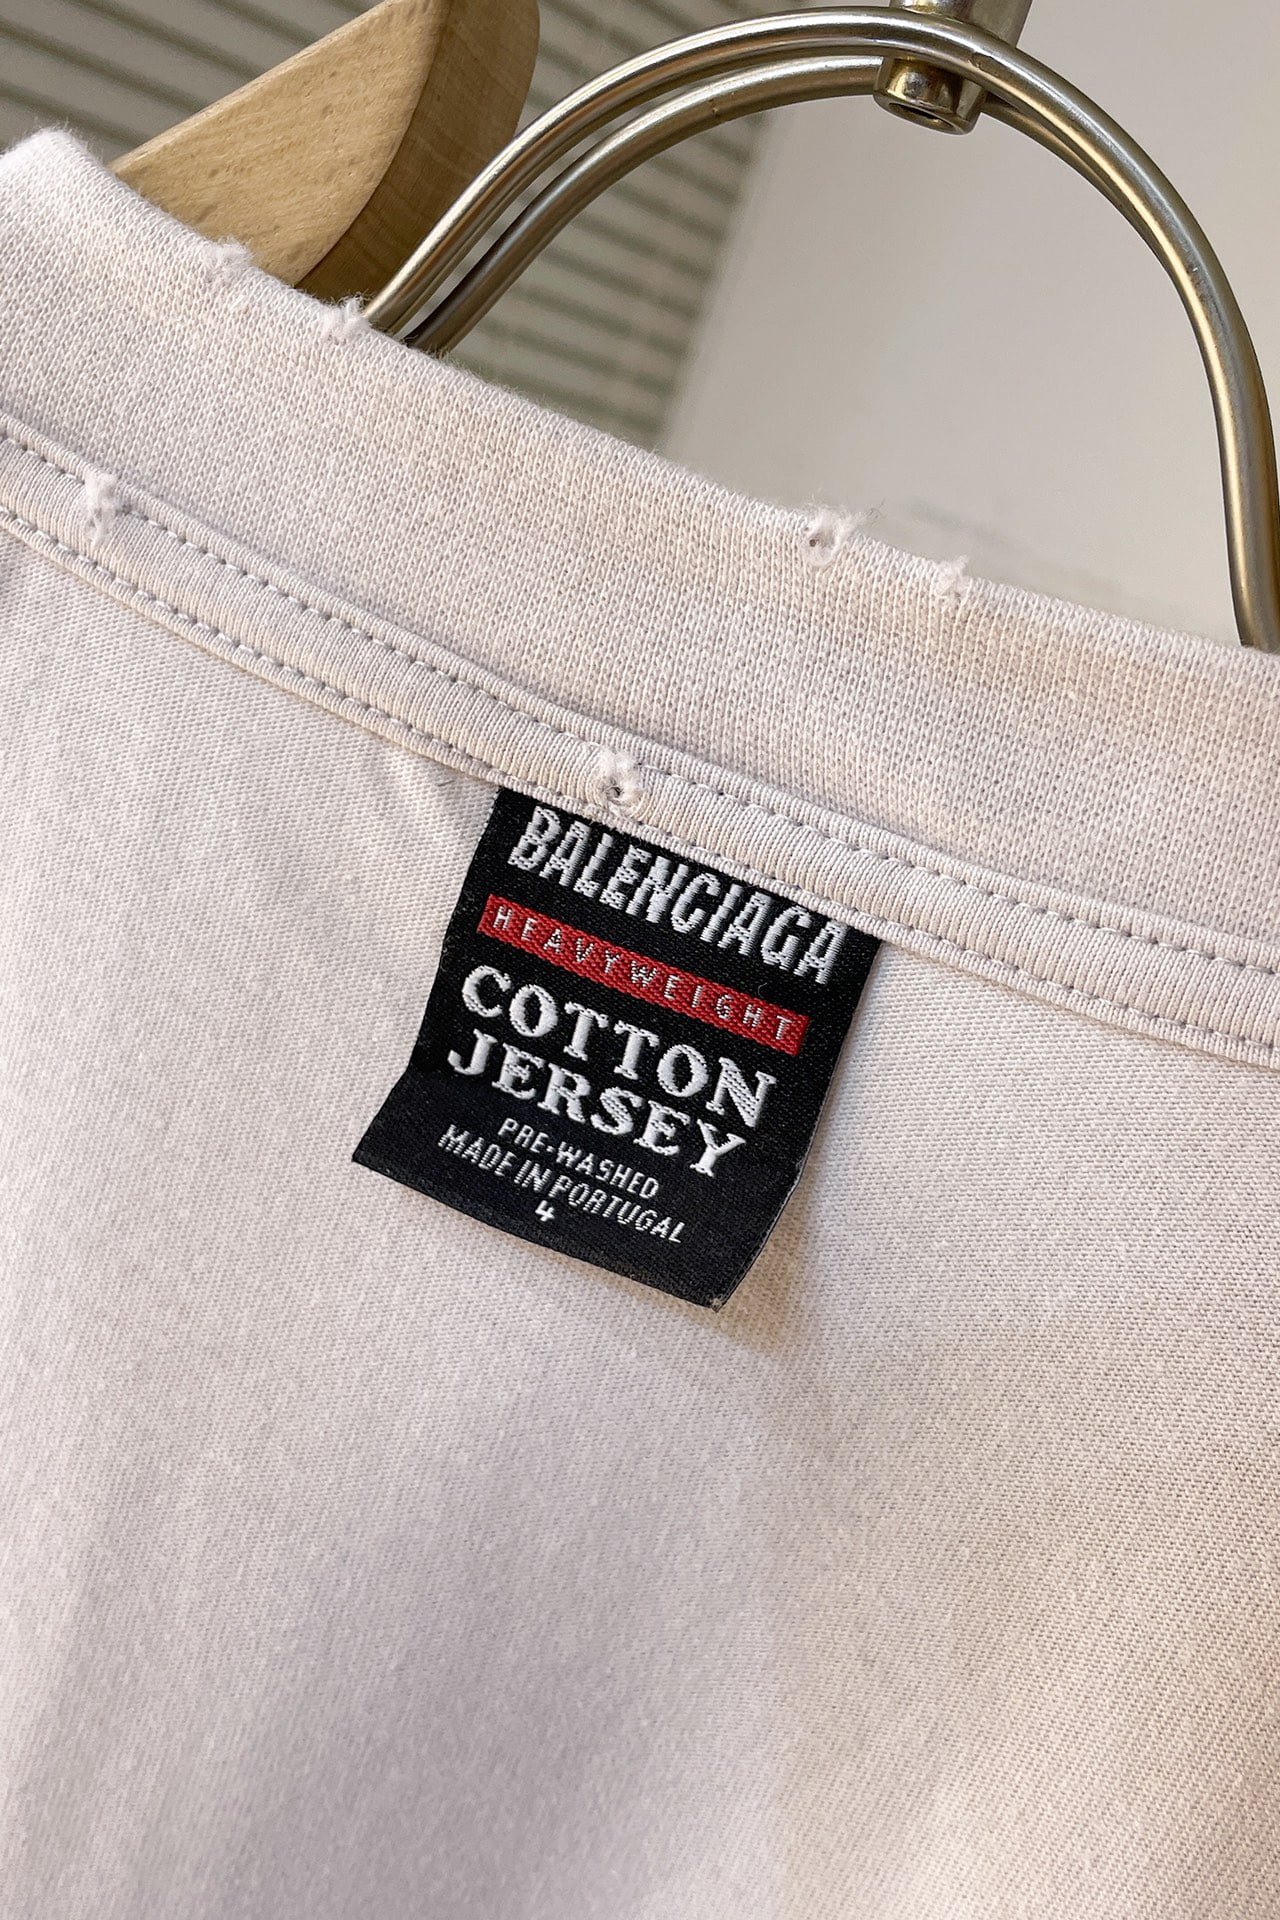 BALENCIAGA
HEAVYWEIGHT
COTTON
JERSEY
PRE-WASHED
MADE IN PORTUGAL
4